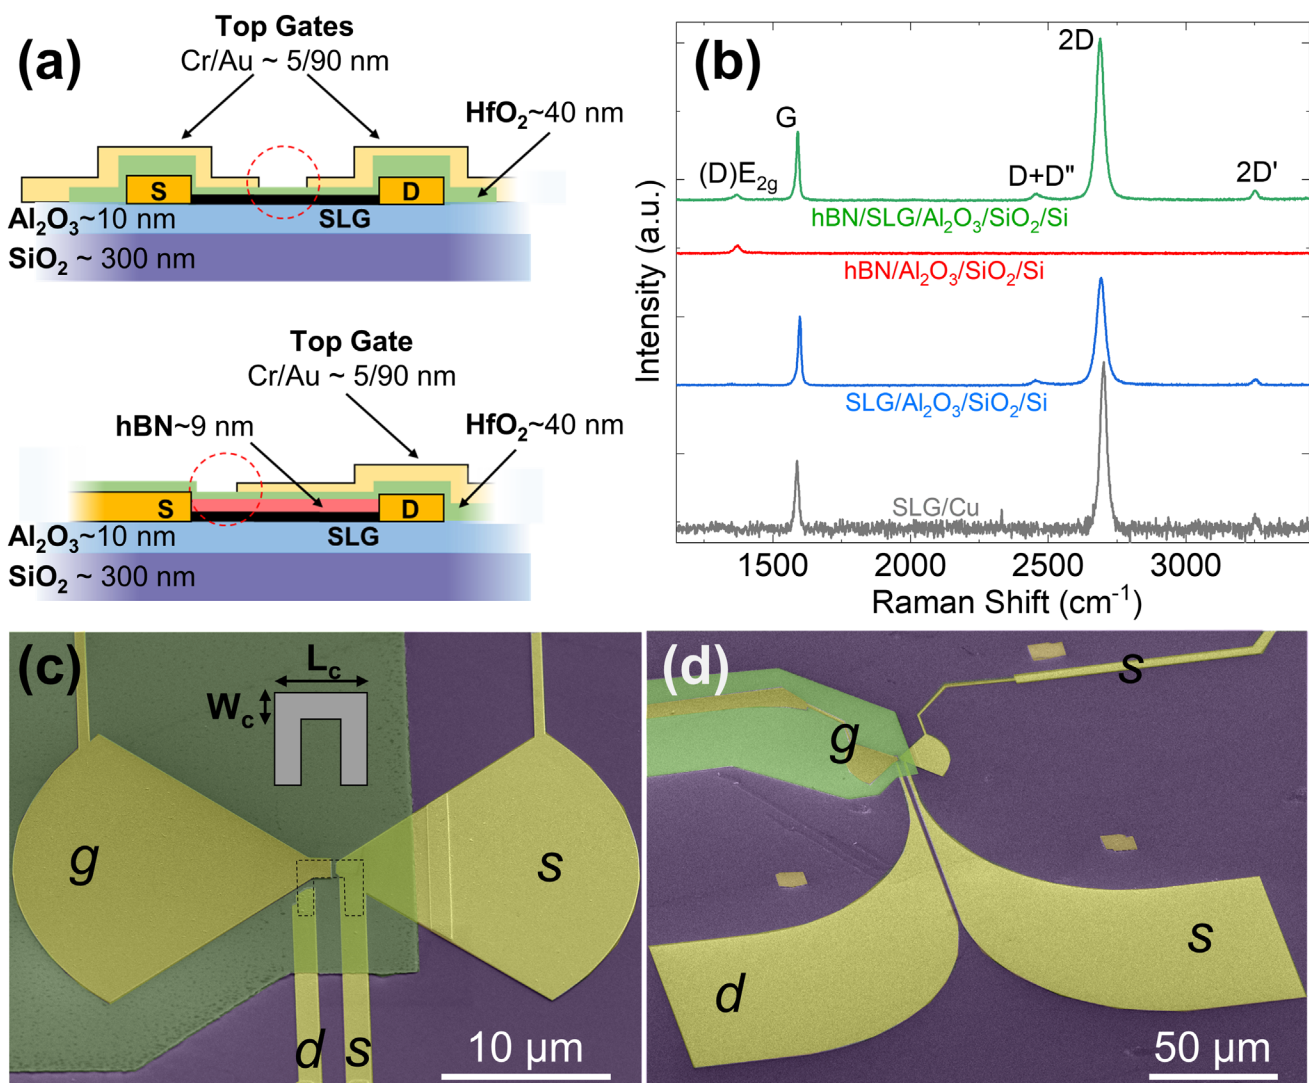 (a)
Top Gates
Cr/Au ~ 5/90 nm
HfO₂~40 nm
S
D
Al₂O₃~10 nm
SLG
SiO₂ ~ 300 nm
Top Gate
Cr/Au ~ 5/90 nm
hBN~9 nm
HfO₂~40 nm
S
D
Al₂O₃~10 nm
SLG
SiO₂ ~ 300 nm
(b)
2D
G
(D)E₂g
D+D"
2D'
hBN/SLG/Al₂O₃/SiO₂/Si
hBN/Al₂O₃/SiO₂/Si
SLG/Al₂O₃/SiO₂/Si
SLG/Cu
Intensity (a.u.)
1500 2000 2500 3000
Raman Shift (cm⁻¹)
(c)
Lc
Wc
g
s
d
s
10 µm
(d)
s
g
d
s
50 µm